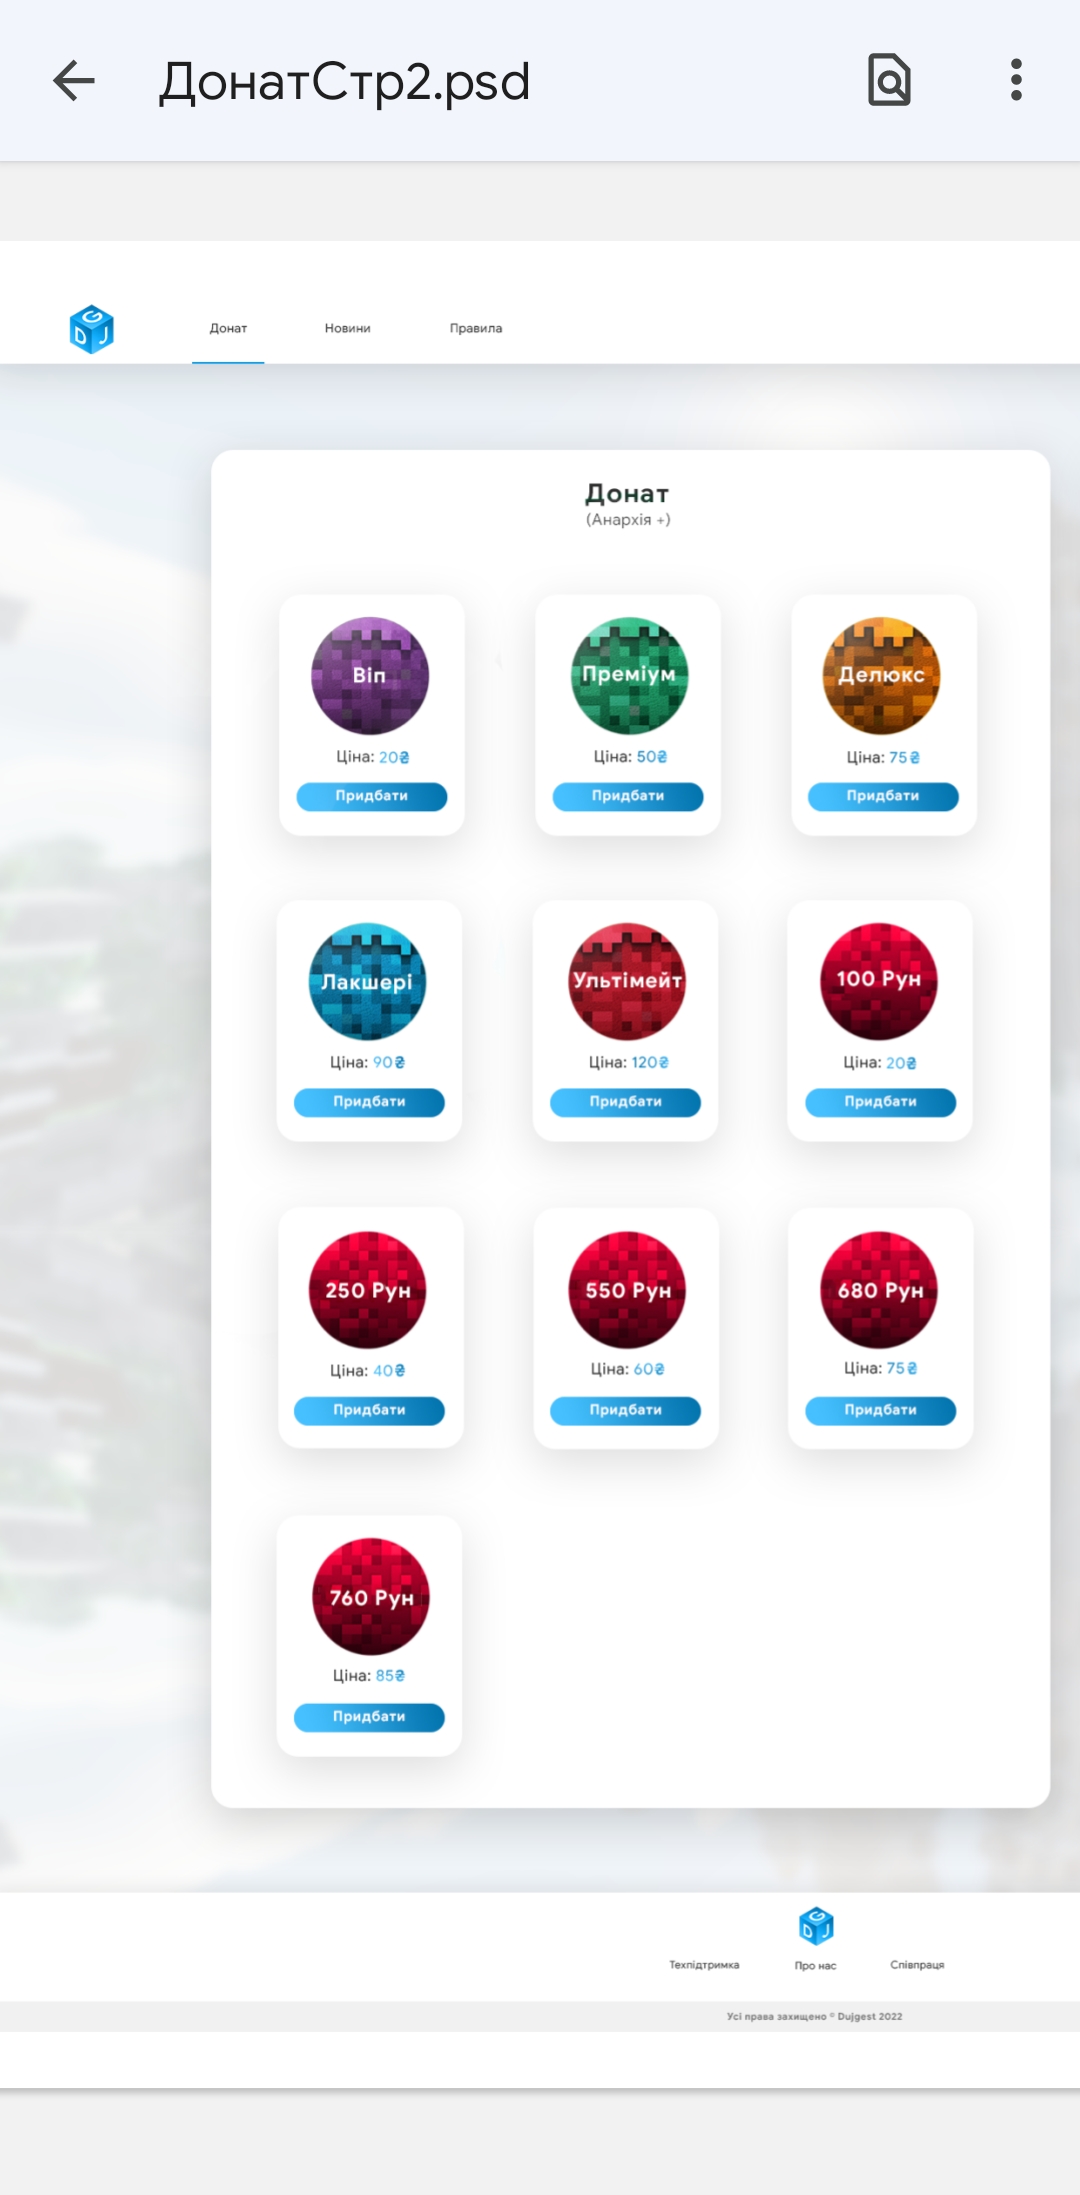 ДонатСтр2.psd
G
D J
Донат Новини Правила
Донат
(Анархія +)
Віп Преміум Делюкс
Ціна: 20₴ Ціна: 50₴ Ціна: 75₴
Придбати Придбати Придбати
Лакшері Ультімейт 100 Рун
Ціна: 90₴ Ціна: 120₴ Ціна: 20₴
Придбати Придбати Придбати
250 Рун 550 Рун 680 Рун
Ціна: 40₴ Ціна: 60₴ Ціна: 75₴
Придбати Придбати Придбати
760 Рун
Ціна: 85₴
Придбати
G
D J
Техпідтримка Про нас Співпраця
Усі права захищено © Dujgest 2022